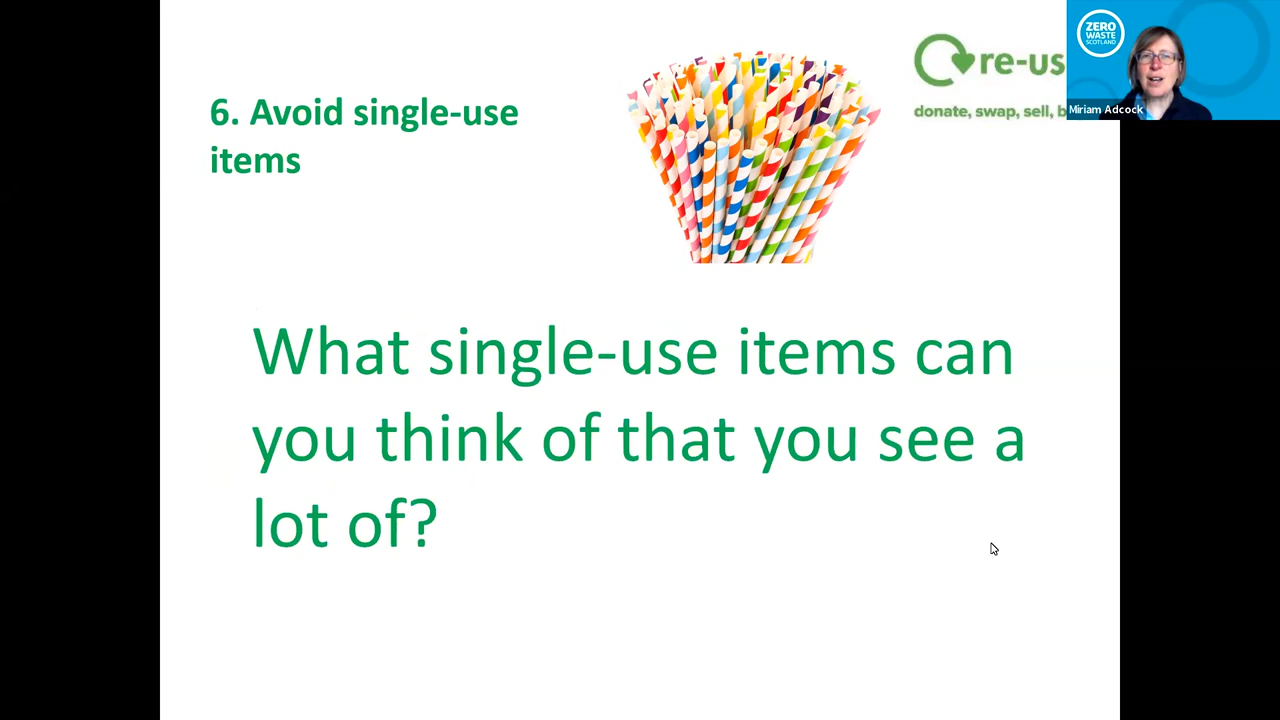 6. Avoid single-use
items
re-us
donate, swap, sell, b
ZERO
WASTE
SCOTLAND
Miriam Adcock
What single-use items can
you think of that you see a
lot of?